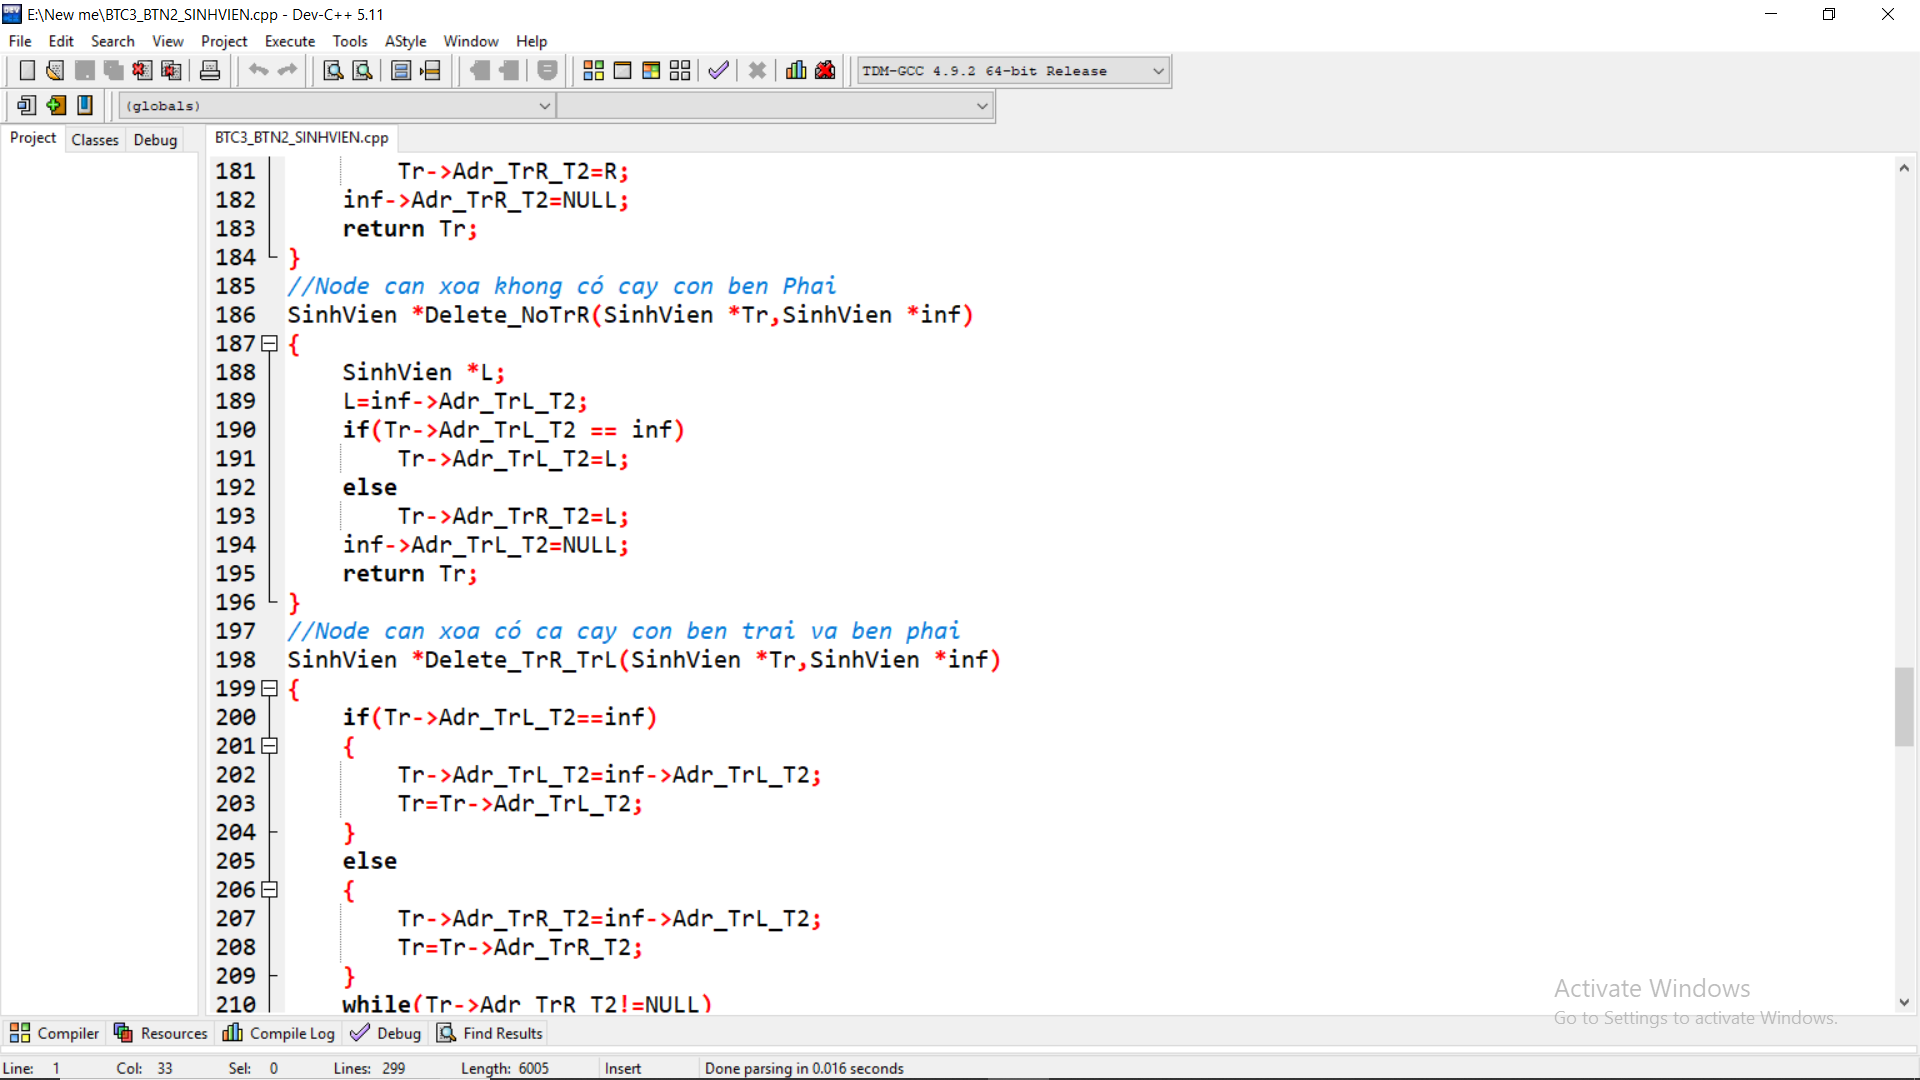 E:\New me\BTC3_BTN2_SINHVIEN.cpp - Dev-C++ 5.11
File Edit Search View Project Execute Tools AStyle Window Help
TDM-GCC 4.9.2 64-bit Release
(globals)
Project Classes Debug BTC3_BTN2_SINHVIEN.cpp
181 Tr->Adr_TrR_T2=R;
182 inf->Adr_TrR_T2=NULL;
183 return Tr;
184 }
185 //Node can xoa khong có cay con ben Phai
186 SinhVien *Delete_NoTrR(SinhVien *Tr,SinhVien *inf)
187 {
188 SinhVien *L;
189 L=inf->Adr_TrL_T2;
190 if(Tr->Adr_TrL_T2 == inf)
191 Tr->Adr_TrL_T2=L;
192 else
193 Tr->Adr_TrR_T2=L;
194 inf->Adr_TrL_T2=NULL;
195 return Tr;
196 }
197 //Node can xoa có ca cay con ben trai va ben phai
198 SinhVien *Delete_TrR_TrL(SinhVien *Tr,SinhVien *inf)
199 {
200 if(Tr->Adr_TrL_T2==inf)
201 {
202 Tr->Adr_TrL_T2=inf->Adr_TrL_T2;
203 Tr=Tr->Adr_TrL_T2;
204 }
205 else
206 {
207 Tr->Adr_TrR_T2=inf->Adr_TrL_T2;
208 Tr=Tr->Adr_TrR_T2;
209 }
210 while(Tr->Adr_TrR_T2!=NULL)
Activate Windows
Go to Settings to activate Windows.
Compiler Resources Compile Log Debug Find Results
Line: 1 Col: 33 Sel: 0 Lines: 299 Length: 6005 Insert Done parsing in 0.016 seconds